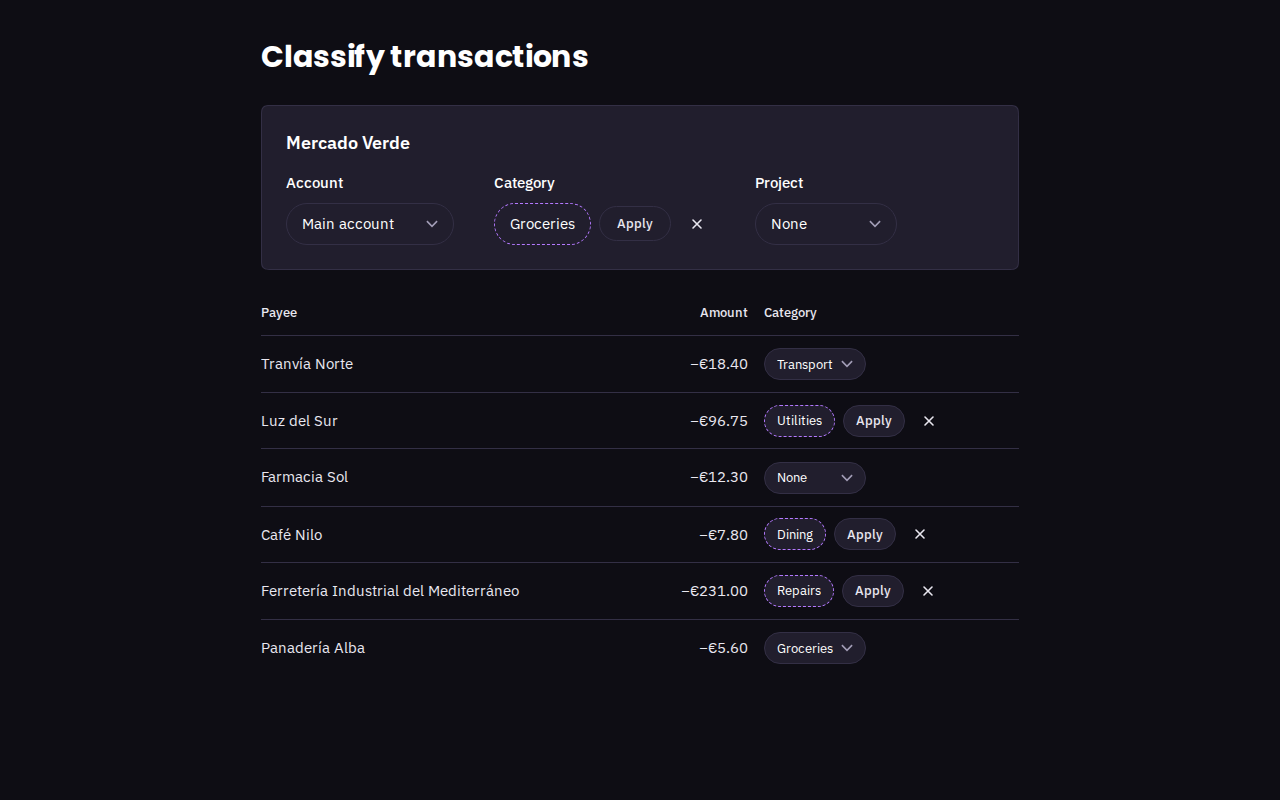 Classify transactions
Mercado Verde
Account Category Project
Main account Groceries Apply None
Payee Amount Category
Tranvía Norte −€18.40 Transport
Luz del Sur −€96.75 Utilities Apply
Farmacia Sol −€12.30 None
Café Nilo −€7.80 Dining Apply
Ferretería Industrial del Mediterráneo −€231.00 Repairs Apply
Panadería Alba −€5.60 Groceries